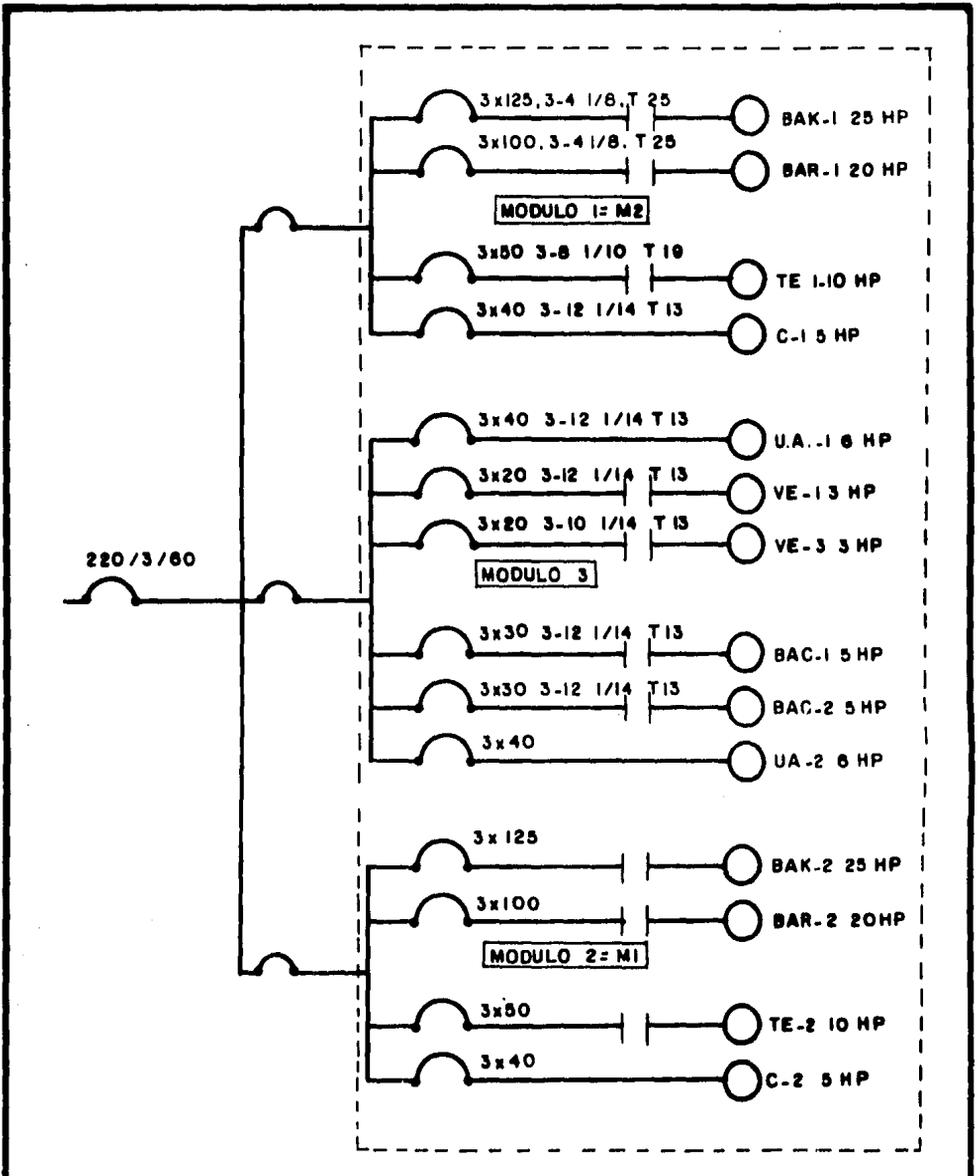 3x125, 3-4 1/8, T 25
BAK-1 25 HP
3x100, 3-4 1/8, T 25
BAR-1 20 HP
MODULO 1= M2
3x50 3-8 1/10 T 19
TE 1-10 HP
3x40 3-12 1/14 T 13
C-1 5 HP
3x40 3-12 1/14 T 13
U.A.-1 6 HP
3x20 3-12 1/14 T 13
VE-1 3 HP
3x20 3-10 1/14 T 13
VE-3 3 HP
MODULO 3
220/3/60
3x30 3-12 1/14 T 13
BAC-1 5 HP
3x30 3-12 1/14 T 13
BAC-2 5 HP
3x40
UA-2 6 HP
3x 125
BAK-2 25 HP
3x100
BAR-2 20HP
MODULO 2= M1
3x50
TE-2 10 HP
3x40
C-2 5 HP